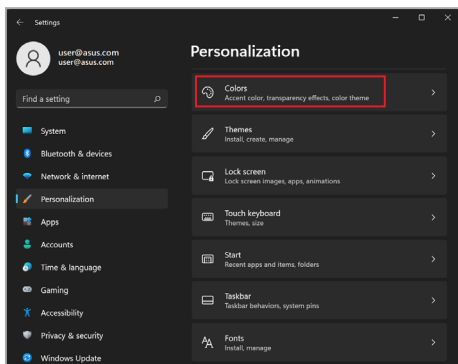 Settings
user@asus.com
user@asus.com
Find a setting
System
Bluetooth & devices
Network & internet
Personalization
Apps
Accounts
Time & language
Gaming
Accessibility
Privacy & security
Windows Update
Personalization
Colors
Accent color, transparency effects, color theme
Themes
Install, create, manage
Lock screen
Lock screen images, apps, animations
Touch keyboard
Themes, size
Start
Recent apps and items, folders
Taskbar
Taskbar behaviors, system pins
Fonts
Install, manage